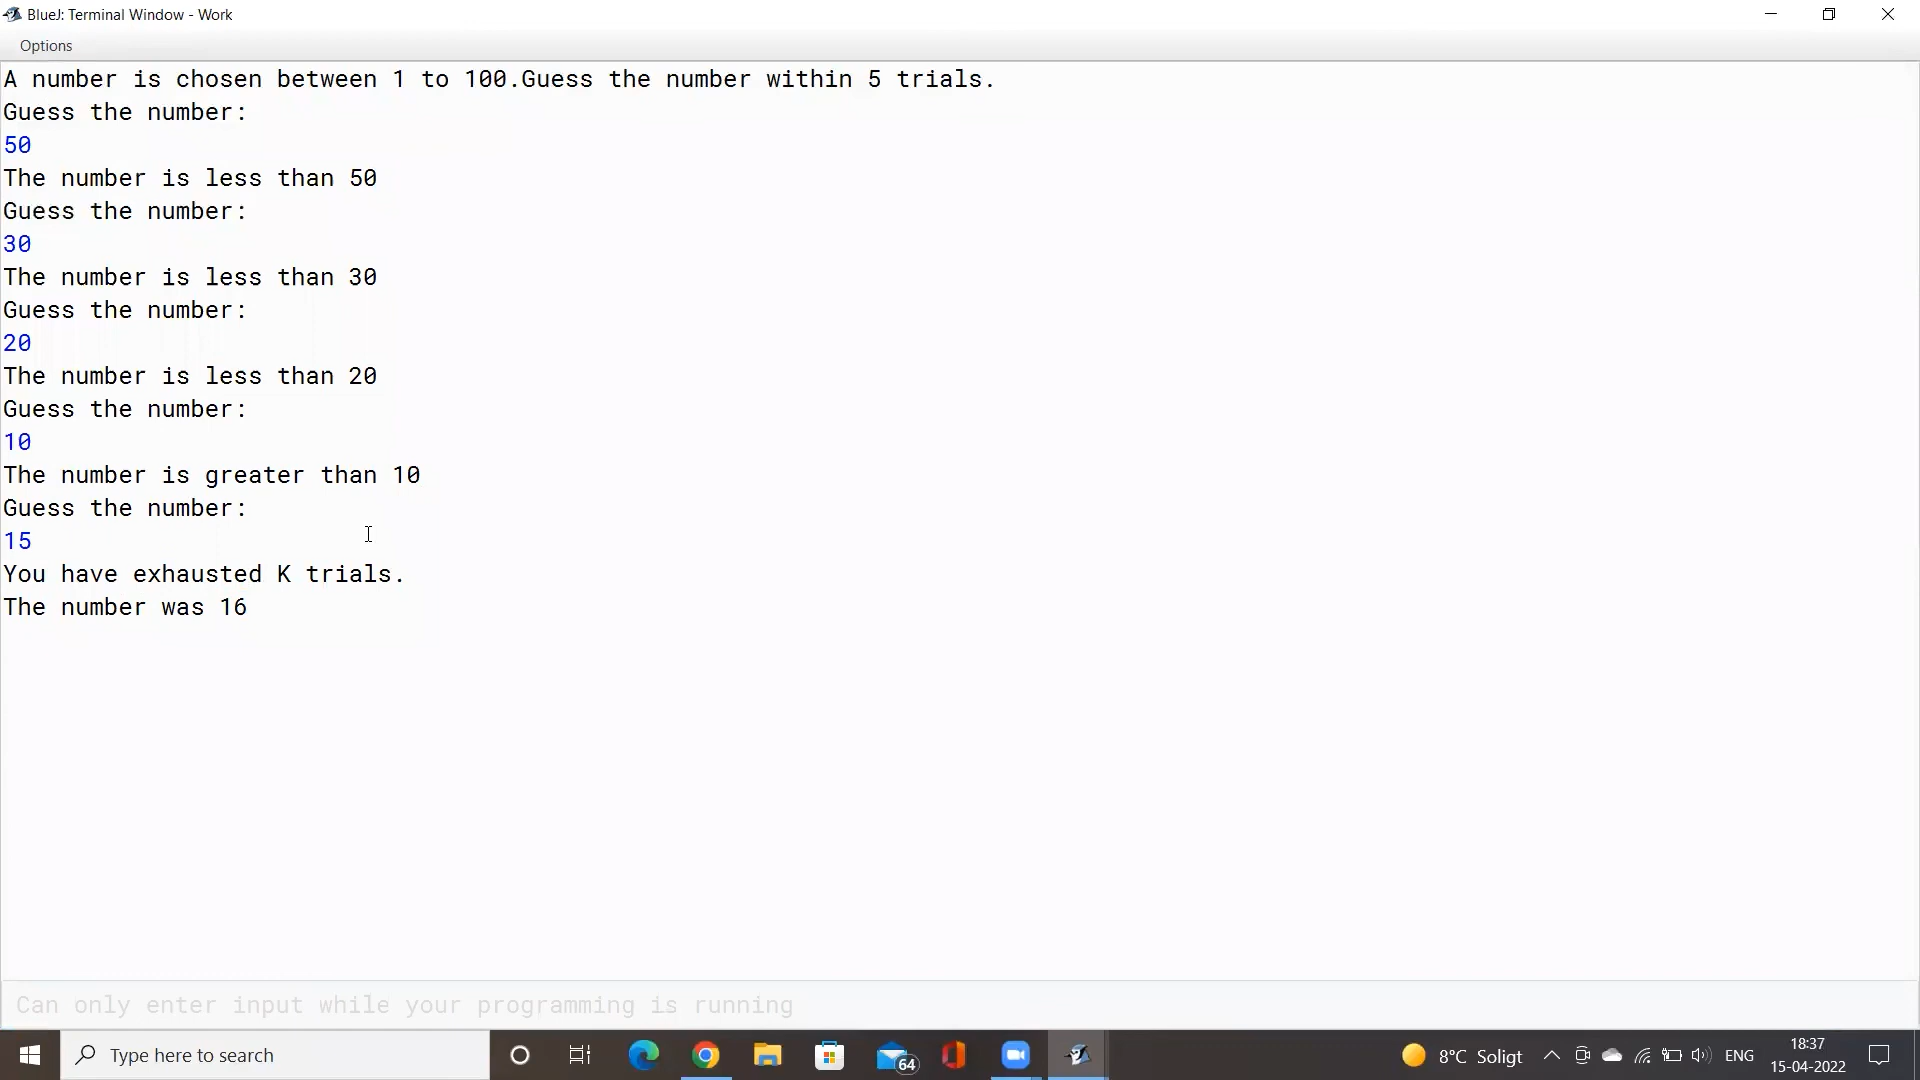 BlueJ: Terminal Window - Work
Options
A number is chosen between 1 to 100.Guess the number within 5 trials.
Guess the number:
50
The number is less than 50
Guess the number:
30
The number is less than 30
Guess the number:
20
The number is less than 20
Guess the number:
10
The number is greater than 10
Guess the number:
15
You have exhausted K trials.
The number was 16
Can only enter input while your programming is running
Type here to search
64
8°C Soligt
ENG
18:37
15-04-2022